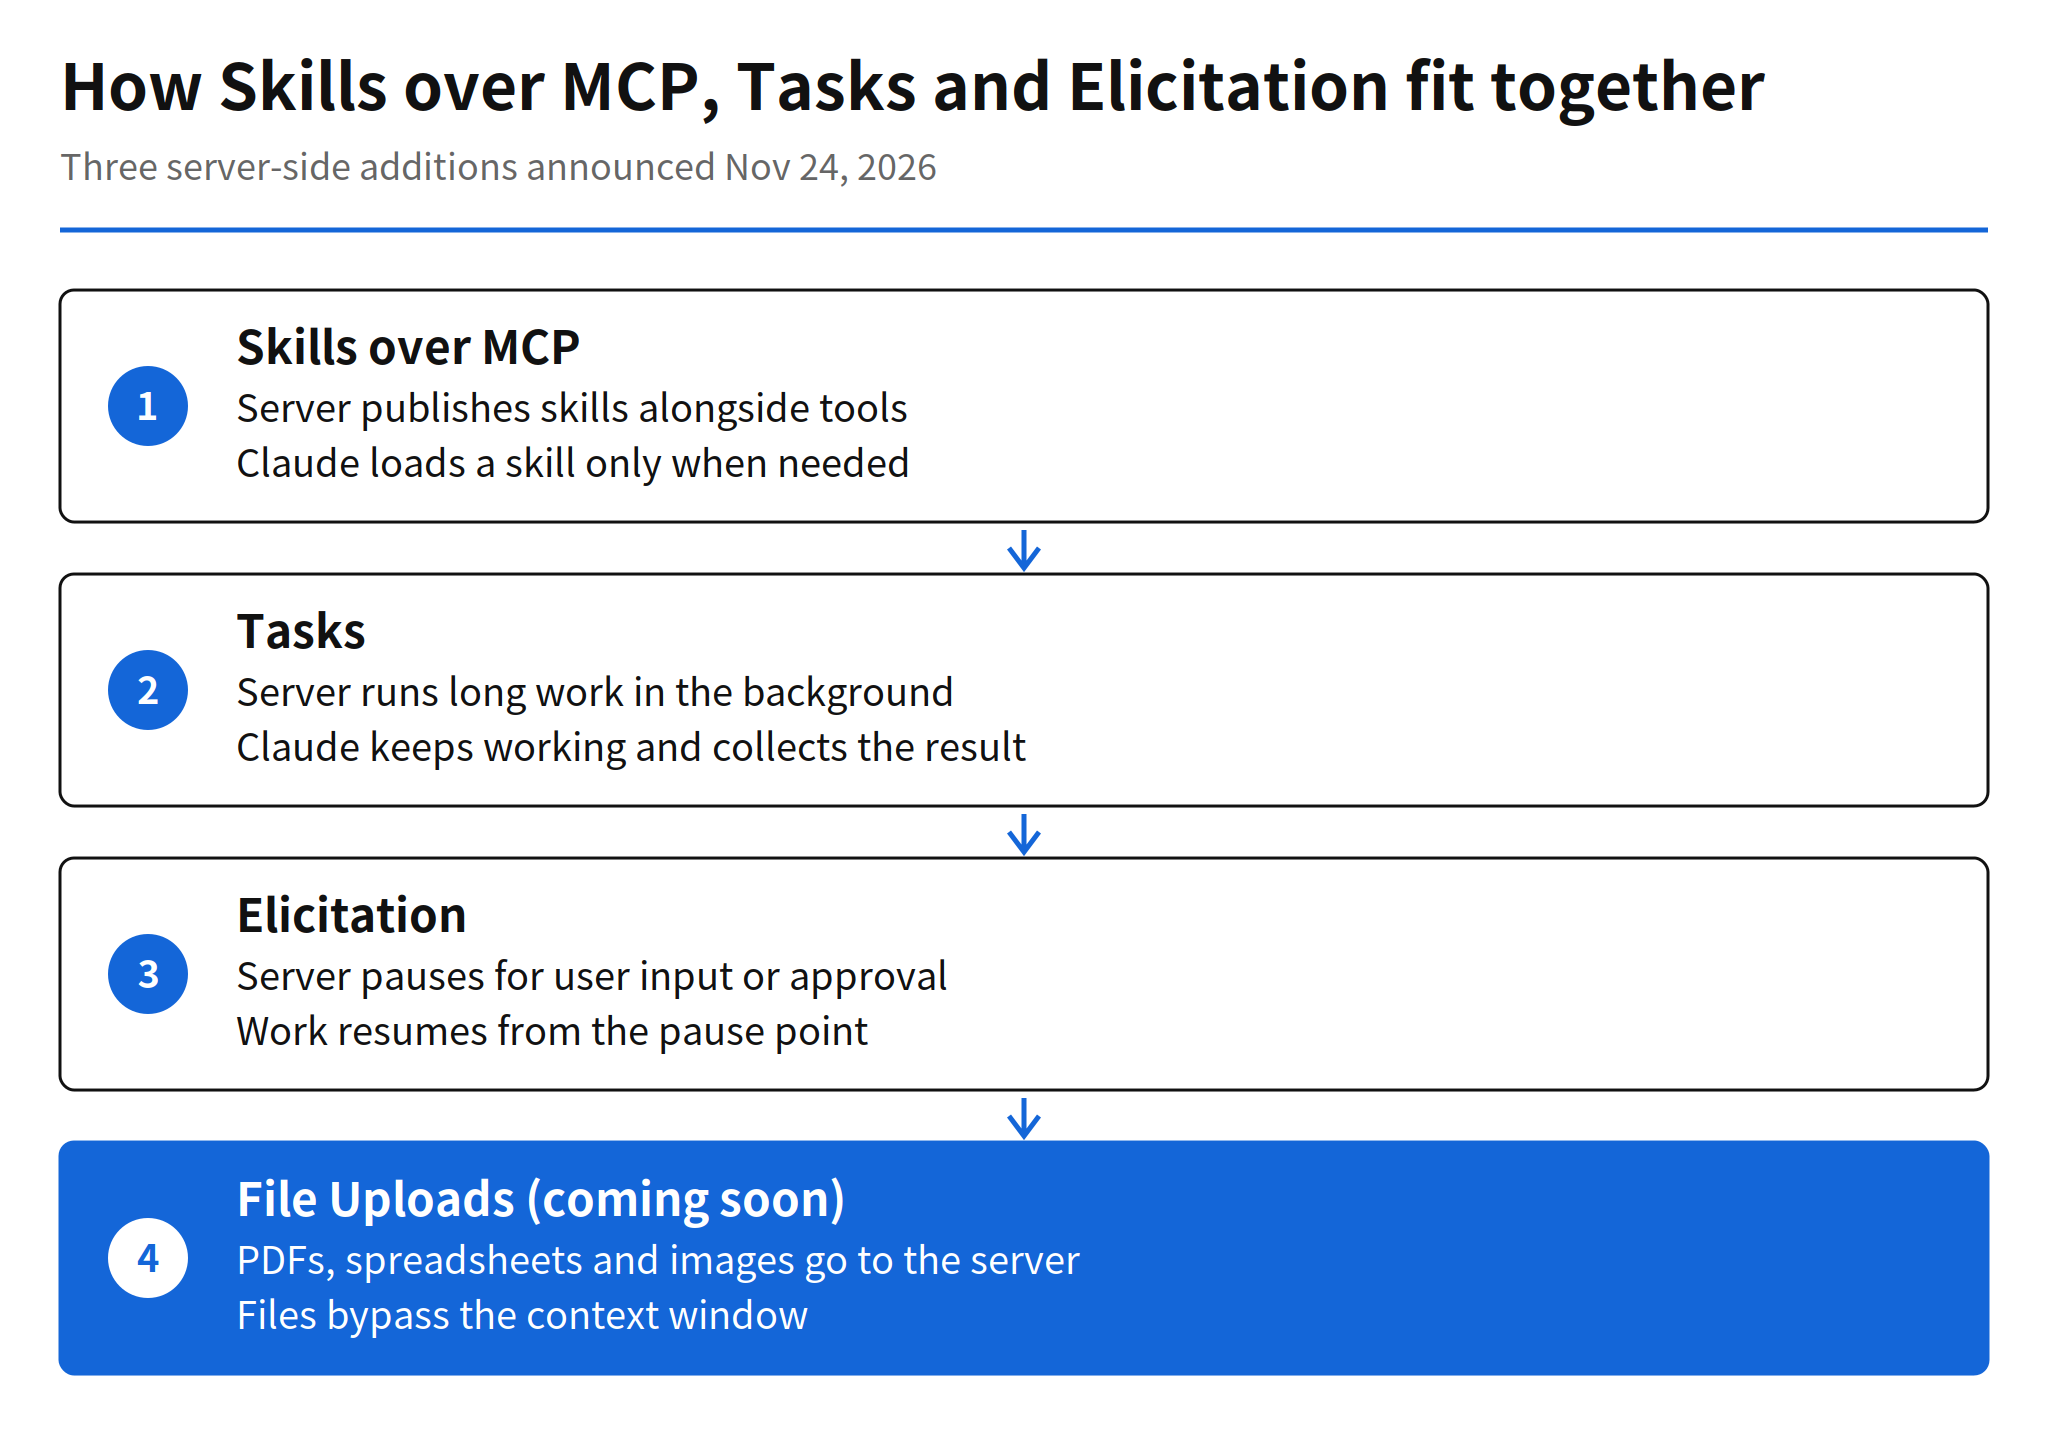 How Skills over MCP, Tasks and Elicitation fit together
Three server-side additions announced Nov 24, 2026
1
Skills over MCP
Server publishes skills alongside tools
Claude loads a skill only when needed
2
Tasks
Server runs long work in the background
Claude keeps working and collects the result
3
Elicitation
Server pauses for user input or approval
Work resumes from the pause point
4
File Uploads (coming soon)
PDFs, spreadsheets and images go to the server
Files bypass the context window